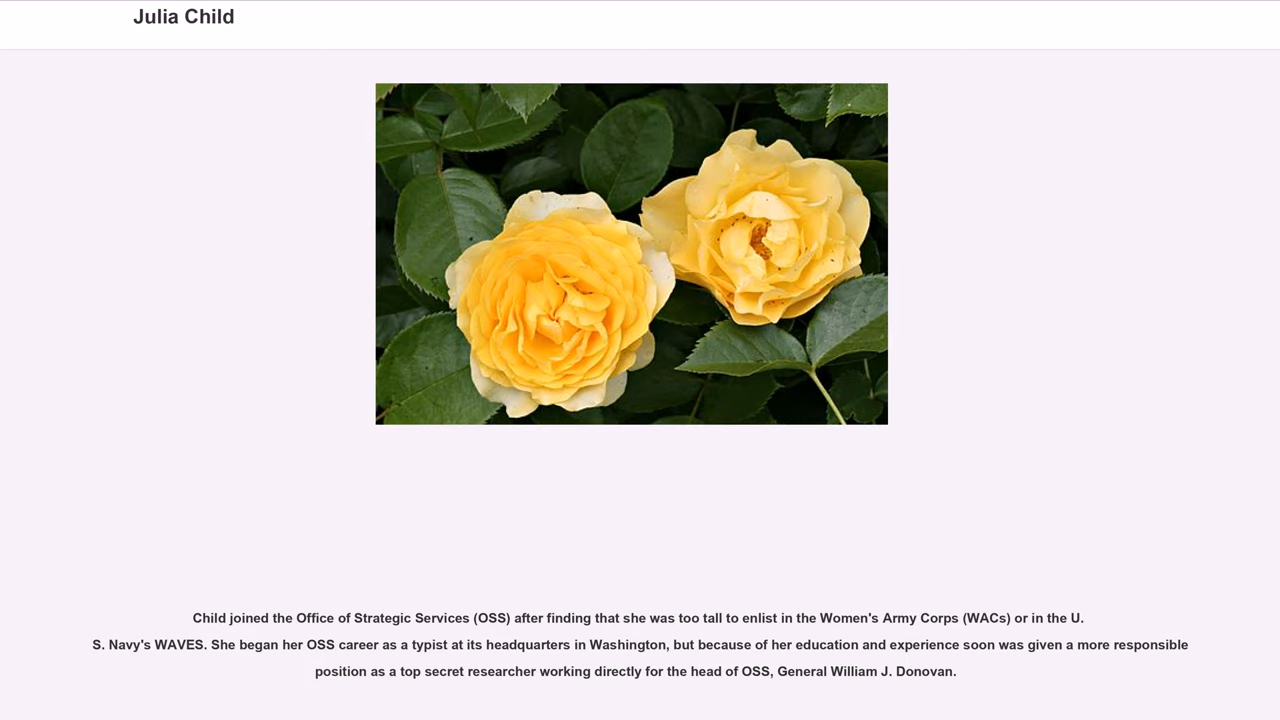 Julia Child
Child joined the Office of Strategic Services (OSS) after finding that she was too tall to enlist in the Women's Army Corps (WACs) or in the U.
S. Navy's WAVES. She began her OSS career as a typist at its headquarters in Washington, but because of her education and experience soon was given a more responsible
position as a top secret researcher working directly for the head of OSS, General William J. Donovan.